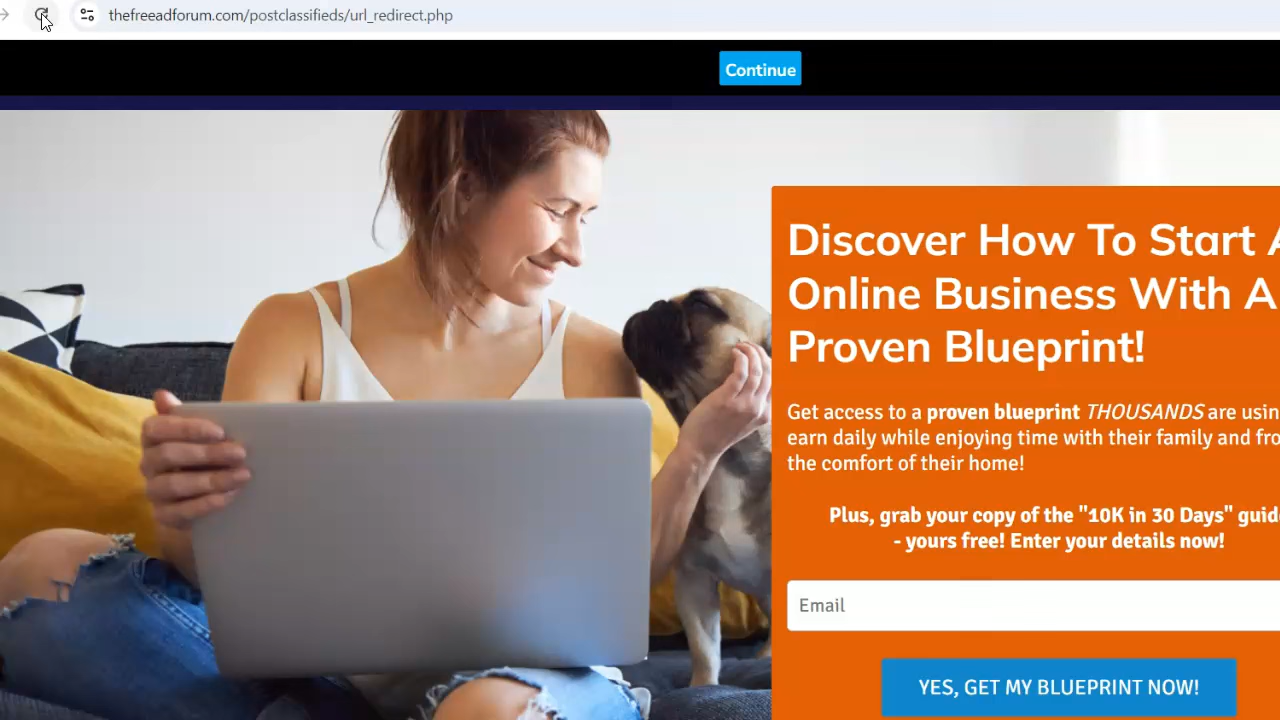 thefreeadforum.com/postclassifieds/url_redirect.php
Continue
Discover How To Start
Online Business With A
Proven Blueprint!
Get access to a proven blueprint THOUSANDS are
earn daily while enjoying time with their family and
the comfort of their home!
Plus, grab your copy of the "10K in 30 Days"
- yours free! Enter your details now!
Email
YES, GET MY BLUEPRINT NOW!